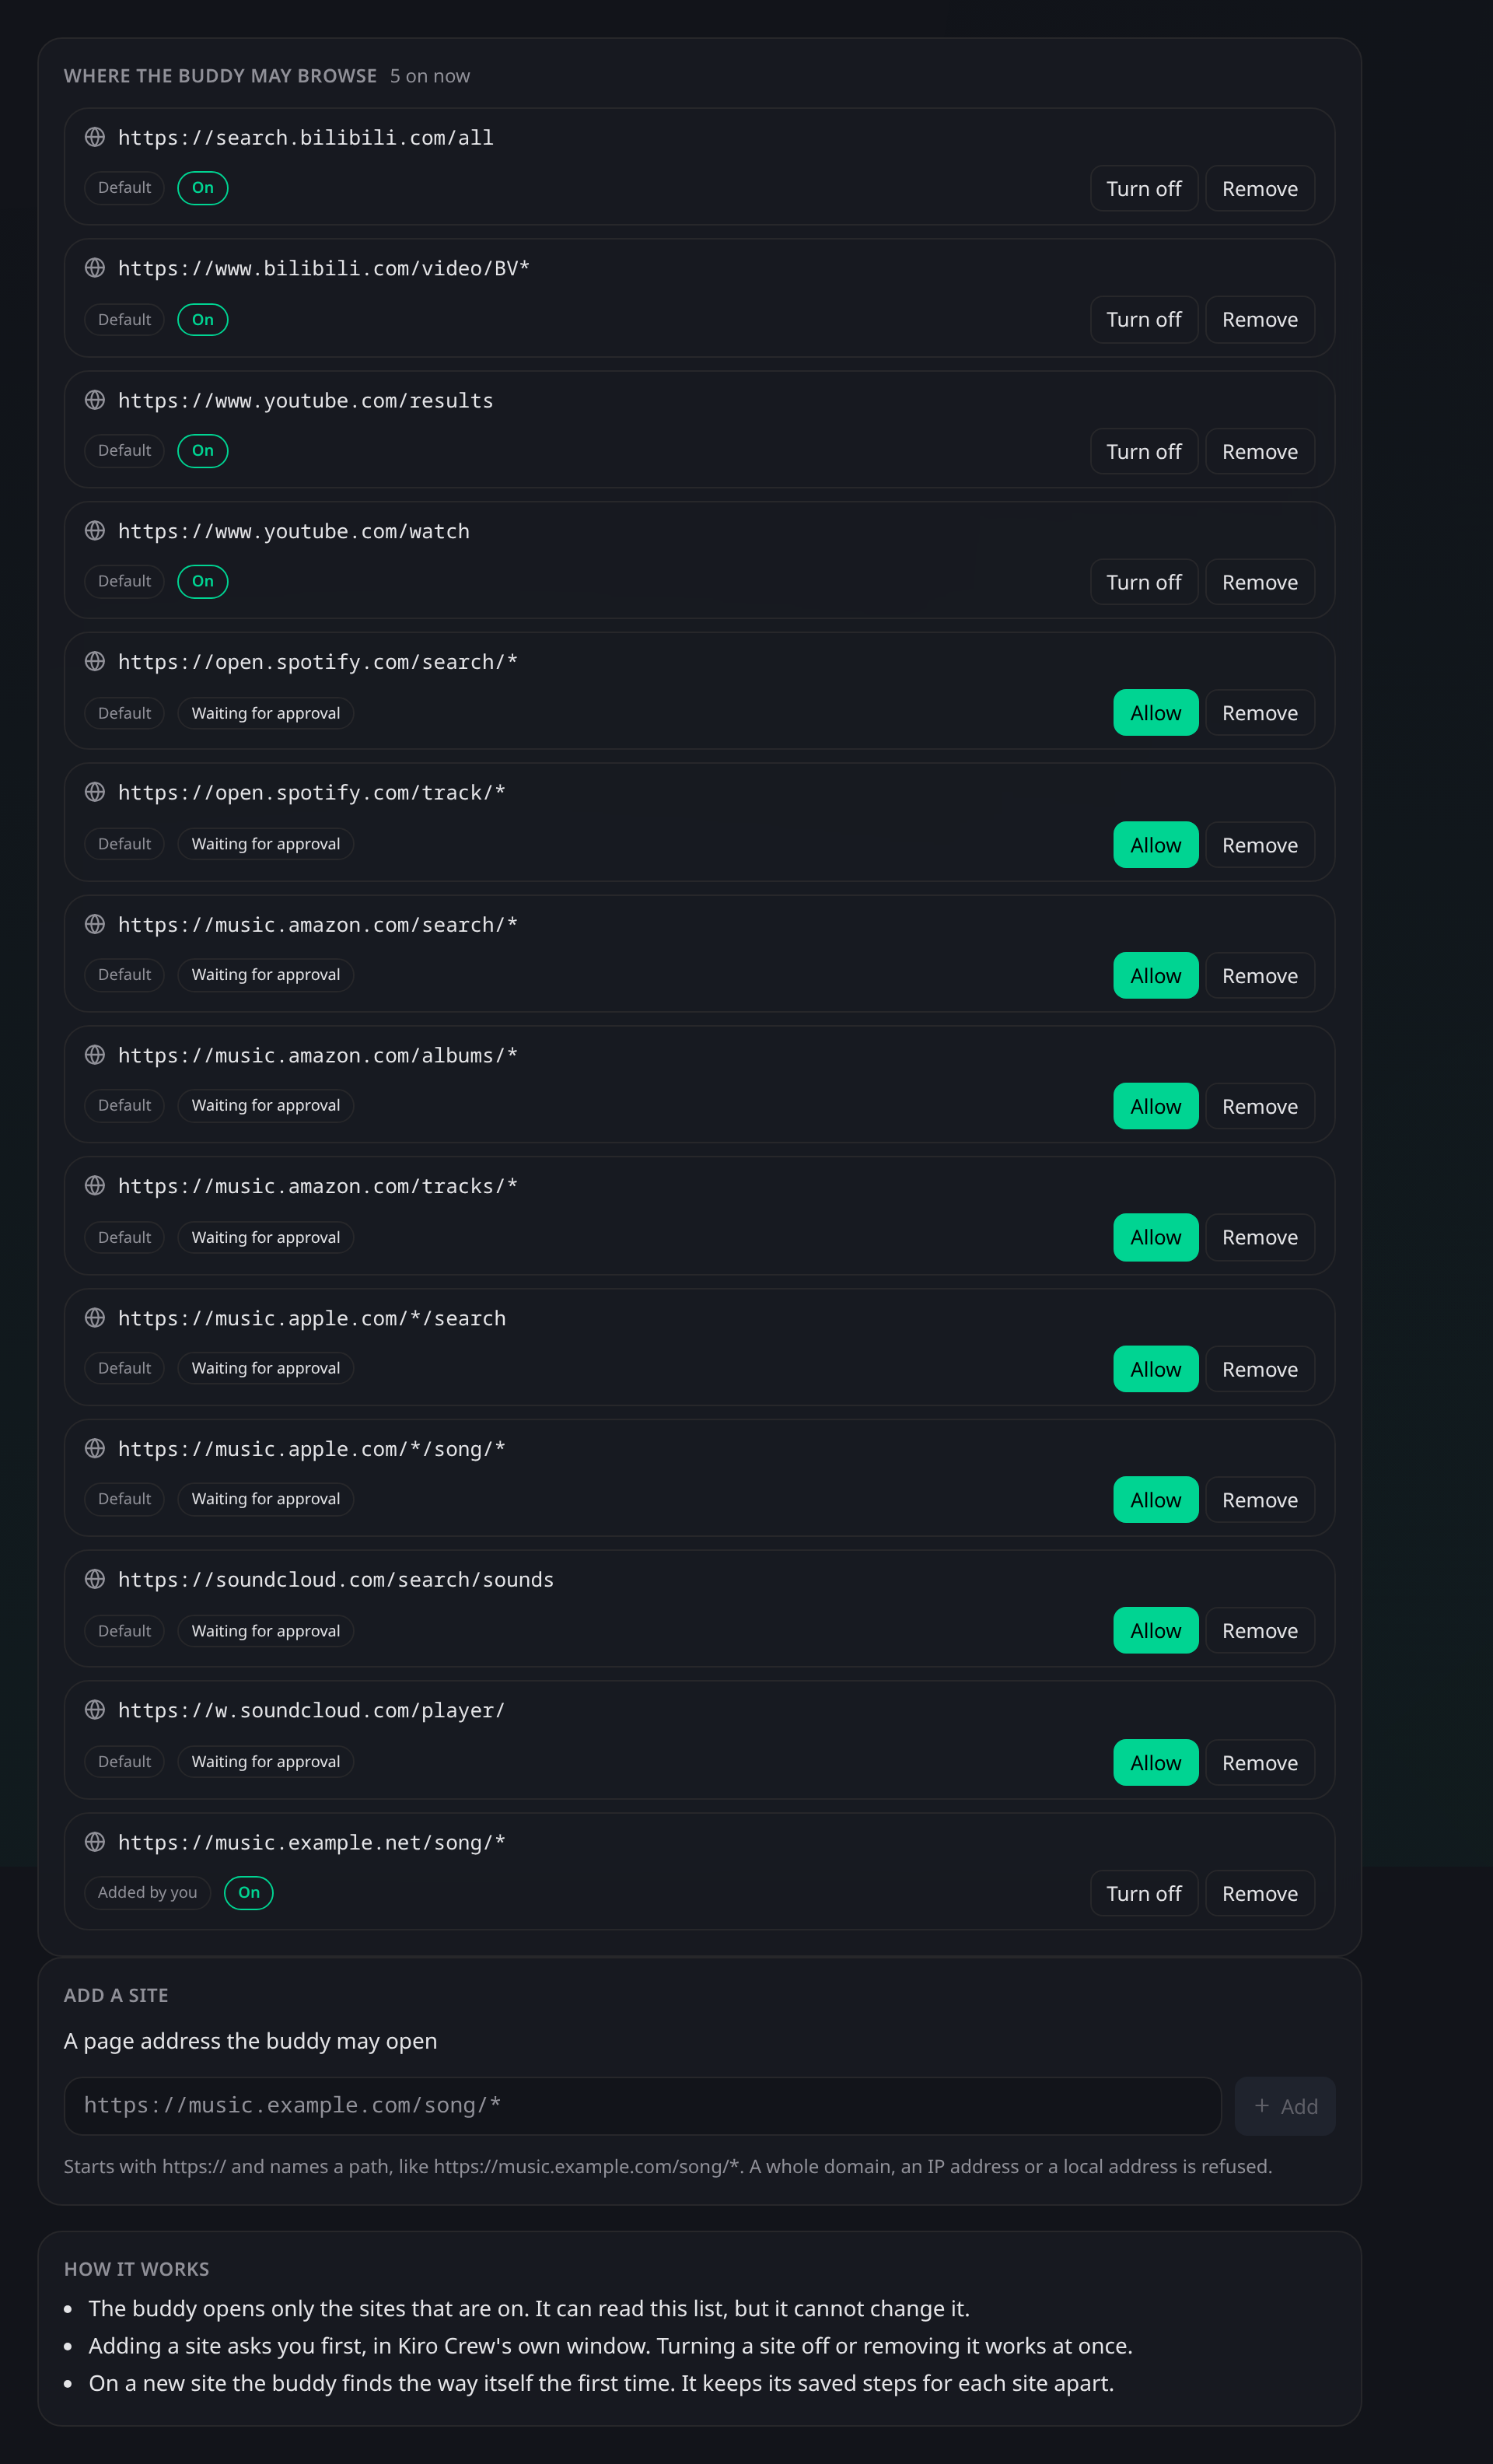 WHERE THE BUDDY MAY BROWSE 5 on now
https://search.bilibili.com/all
Default On Turn off Remove
https://www.bilibili.com/video/BV*
Default On Turn off Remove
https://www.youtube.com/results
Default On Turn off Remove
https://www.youtube.com/watch
Default On Turn off Remove
https://open.spotify.com/search/*
Default Waiting for approval Allow Remove
https://open.spotify.com/track/*
Default Waiting for approval Allow Remove
https://music.amazon.com/search/*
Default Waiting for approval Allow Remove
https://music.amazon.com/albums/*
Default Waiting for approval Allow Remove
https://music.amazon.com/tracks/*
Default Waiting for approval Allow Remove
https://music.apple.com/*/search
Default Waiting for approval Allow Remove
https://music.apple.com/*/song/*
Default Waiting for approval Allow Remove
https://soundcloud.com/search/sounds
Default Waiting for approval Allow Remove
https://w.soundcloud.com/player/
Default Waiting for approval Allow Remove
https://music.example.net/song/*
Added by you On Turn off Remove
ADD A SITE
A page address the buddy may open
https://music.example.com/song/* + Add
Starts with https:// and names a path, like https://music.example.com/song/*. A whole domain, an IP address or a local address is refused.
HOW IT WORKS
• The buddy opens only the sites that are on. It can read this list, but it cannot change it.
• Adding a site asks you first, in Kiro Crew's own window. Turning a site off or removing it works at once.
• On a new site the buddy finds the way itself the first time. It keeps its saved steps for each site apart.